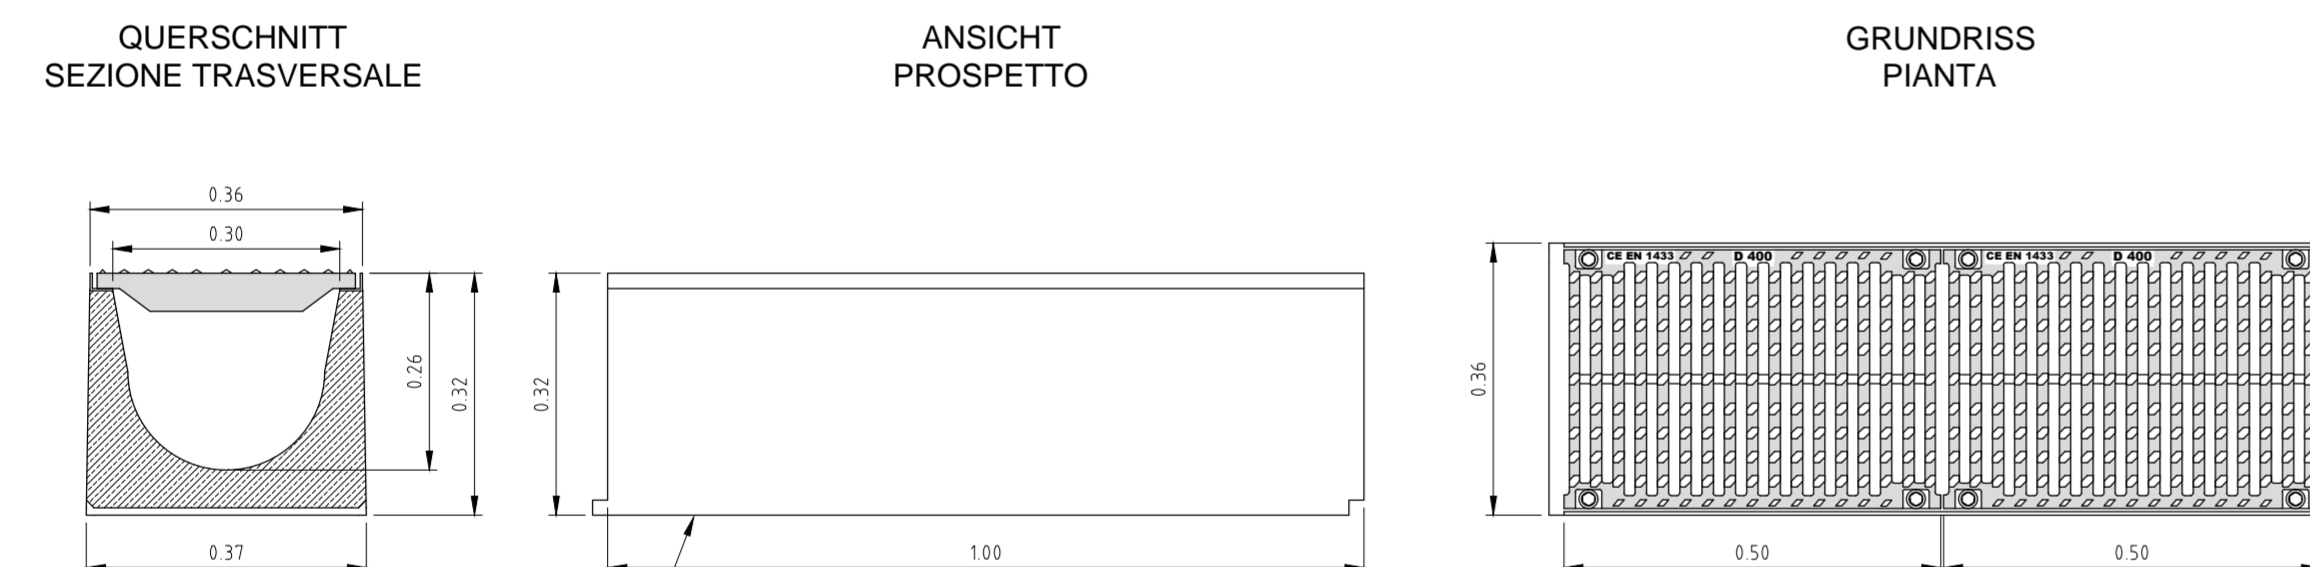 QUERSCHNITT
SEZIONE TRASVERSALE
ANSICHT
PROSPETTO
GRUNDRISS
PIANTA
0.36
0.30
0.26
0.32
0.37
0.32
1.00
0.36
CE EN 1433
D 400
CE EN 1433
D 400
0.50
0.50